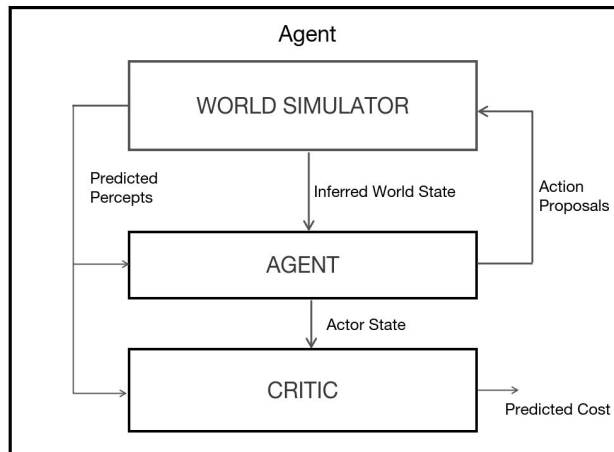 Agent
WORLD SIMULATOR
Predicted
Percepts
Inferred World State
Action
Proposals
AGENT
Actor State
CRITIC
Predicted Cost